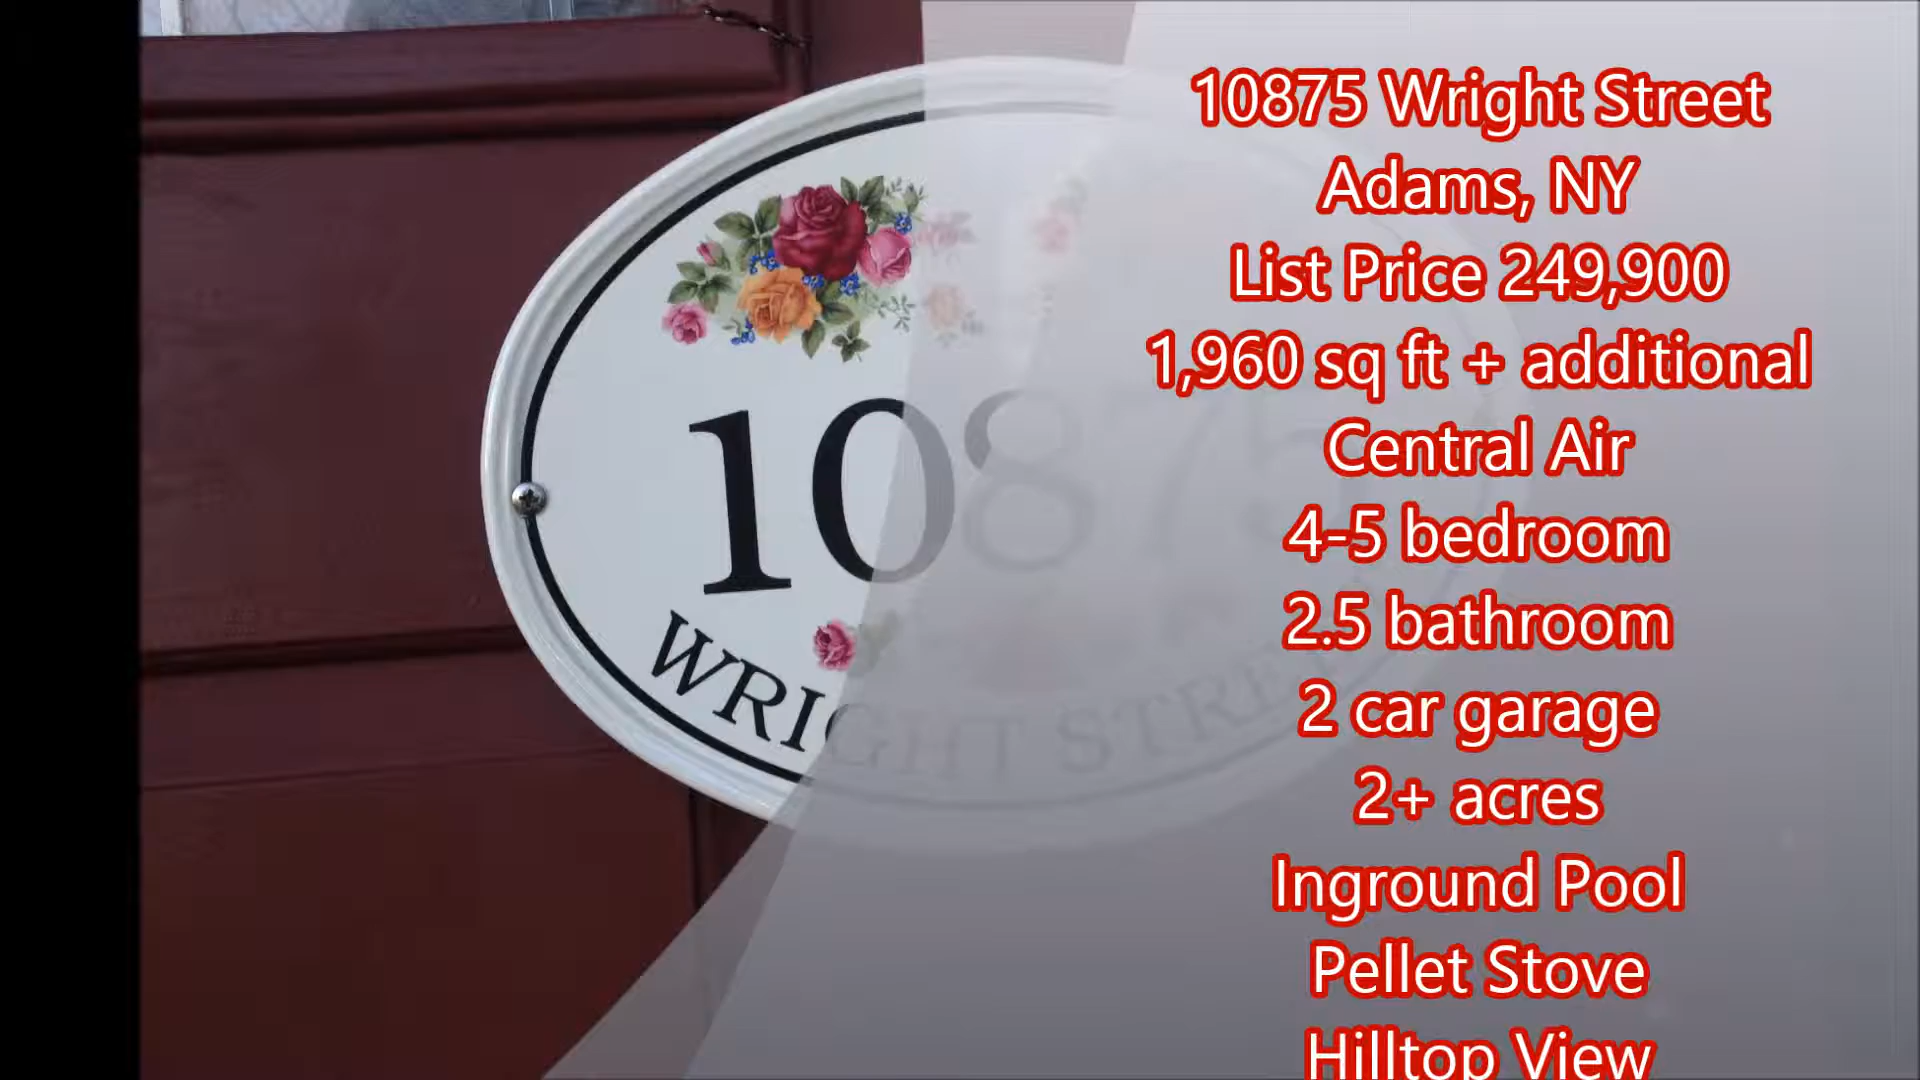 10875
WRIGHT STREET
10875 Wright Street
Adams, NY
List Price 249,900
1,960 sq ft + additional
Central Air
4-5 bedroom
2.5 bathroom
2 car garage
2+ acres
Inground Pool
Pellet Stove
Hilltop View